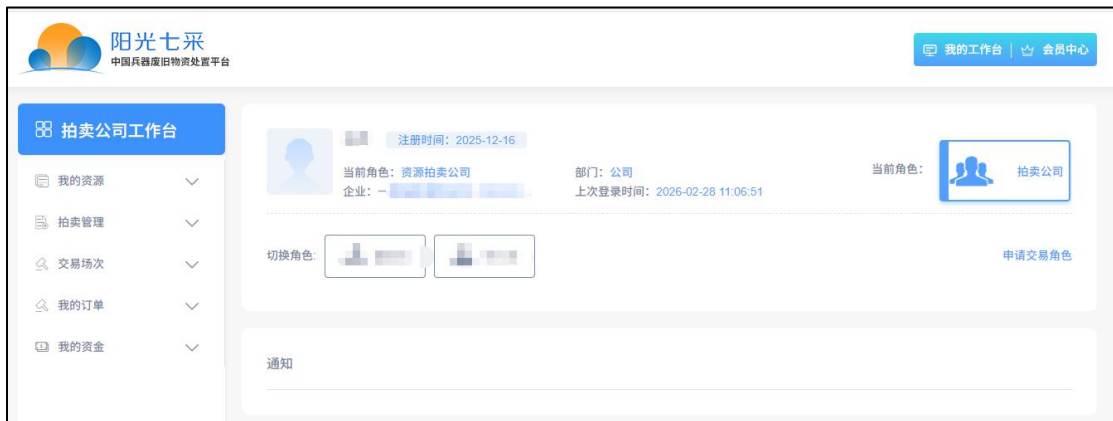 阳光七采
中国兵器废旧物资处置平台
我的工作台 | 会员中心
拍卖公司工作台
我的资源
拍卖管理
交易场次
我的订单
我的资金
注册时间：2025-12-16
当前角色：资源拍卖公司
部门：公司
企业：
上次登录时间：2026-02-28 11:06:51
当前角色：
拍卖公司
切换角色:
申请交易角色
通知